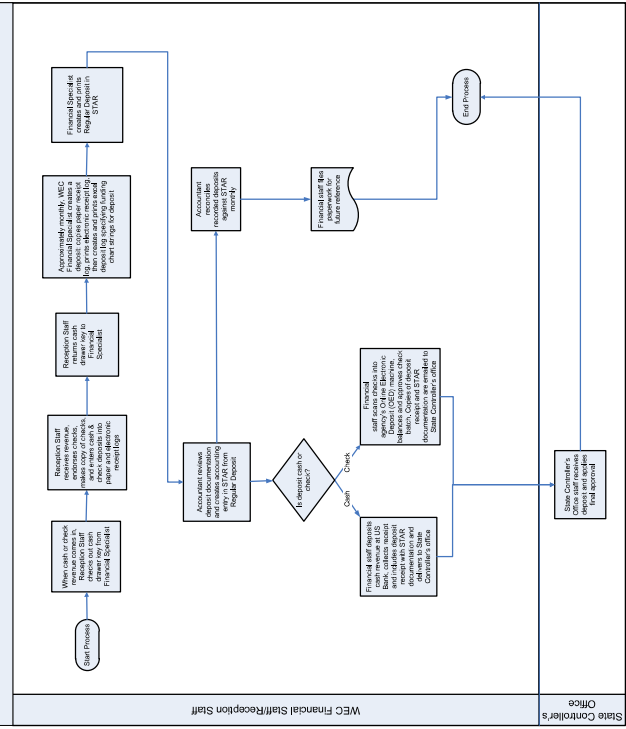 Start Process
When cash or check
revenue comes in,
Reception Staff
checks out cash
drawer key from
Financial Specialist
Reception Staff
receives revenue,
endorses checks,
makes copy of checks,
and enters cash &
check deposits into
paper and electronic
receipt logs
Reception Staff
returns cash
drawer key to
Financial
Specialist
Approximately monthly, WEC
Financial Specialist creates a
deposit: copies paper receipt
log, prints electronic receipt log,
then creates and prints excel
deposit log specifying funding
chart strings for deposit
Financial Specialist
creates and prints
Regular Deposit in
STAR
Accountant reviews
deposit documentation
and creates accounting
entry in STAR from
Regular Deposit
Accountant
reconciles
recorded deposits
against STAR
monthly
Is deposit cash or
check?
Cash
Check
Financial staff files
paperwork for
future reference
Financial staff deposits
cash revenue at US
Bank, collects receipt
and includes deposit
receipt with STAR
documentation and
delivers to State
Controller's office
Financial
staff scans checks into
agency's Online Electronic
Deposit (OED) machine,
balances and approves check
batch, Copies of deposit
receipt and STAR
documentation are emailed to
State Controller's office
End Process
State Controller's
Office staff receives
deposit and applies
final approval
WEC Financial Staff/Reception Staff
State Controller's
Office